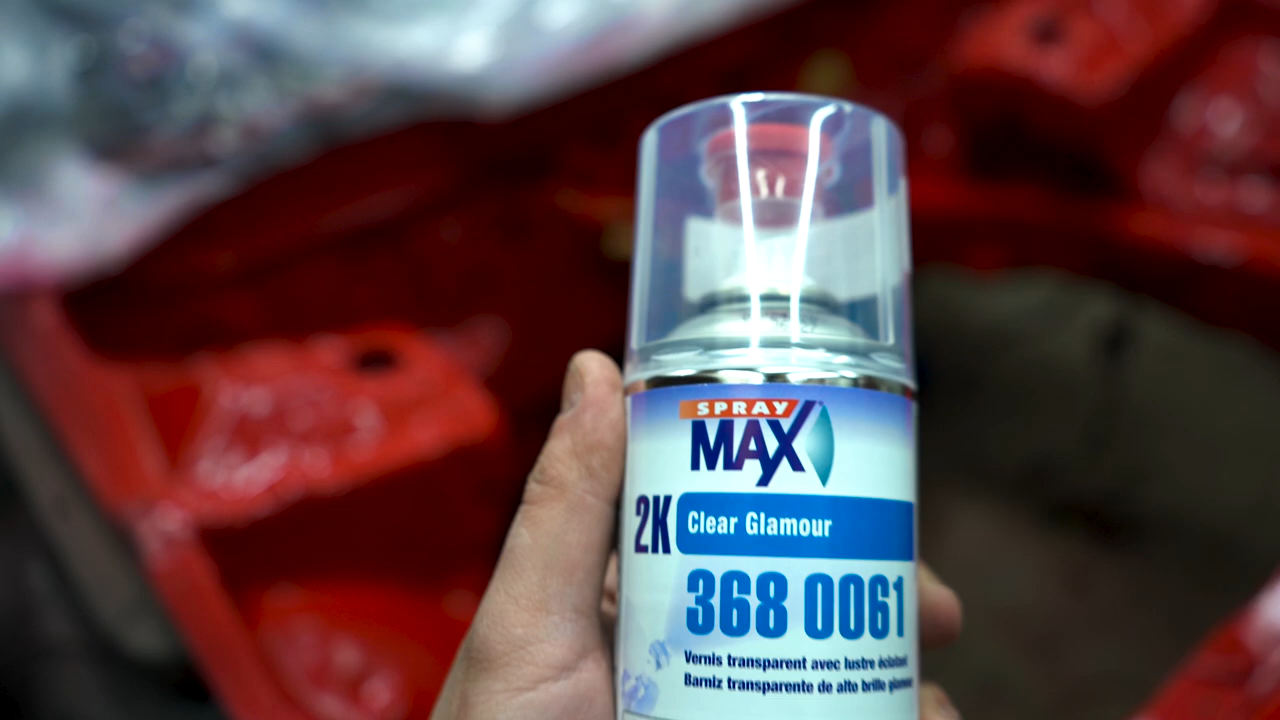 SPRAY
MAX
2K Clear Glamour
368 0061
Vernis transparent avec lustre éclatant
Barniz transparente de alto brillo